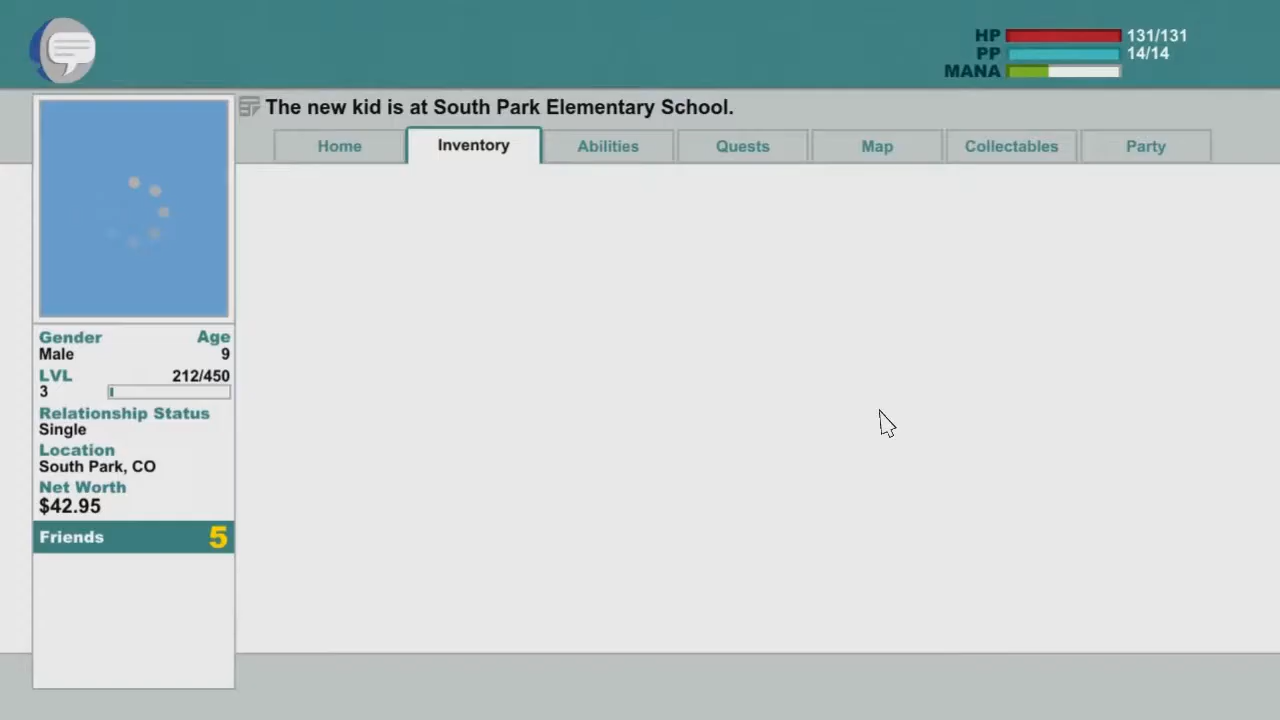 HP 131/131
PP 14/14
MANA
The new kid is at South Park Elementary School.
Home Inventory Abilities Quests Map Collectables Party
Gender Age
Male 9
LVL 212/450
3
Relationship Status
Single
Location
South Park, CO
Net Worth
$42.95
Friends 5